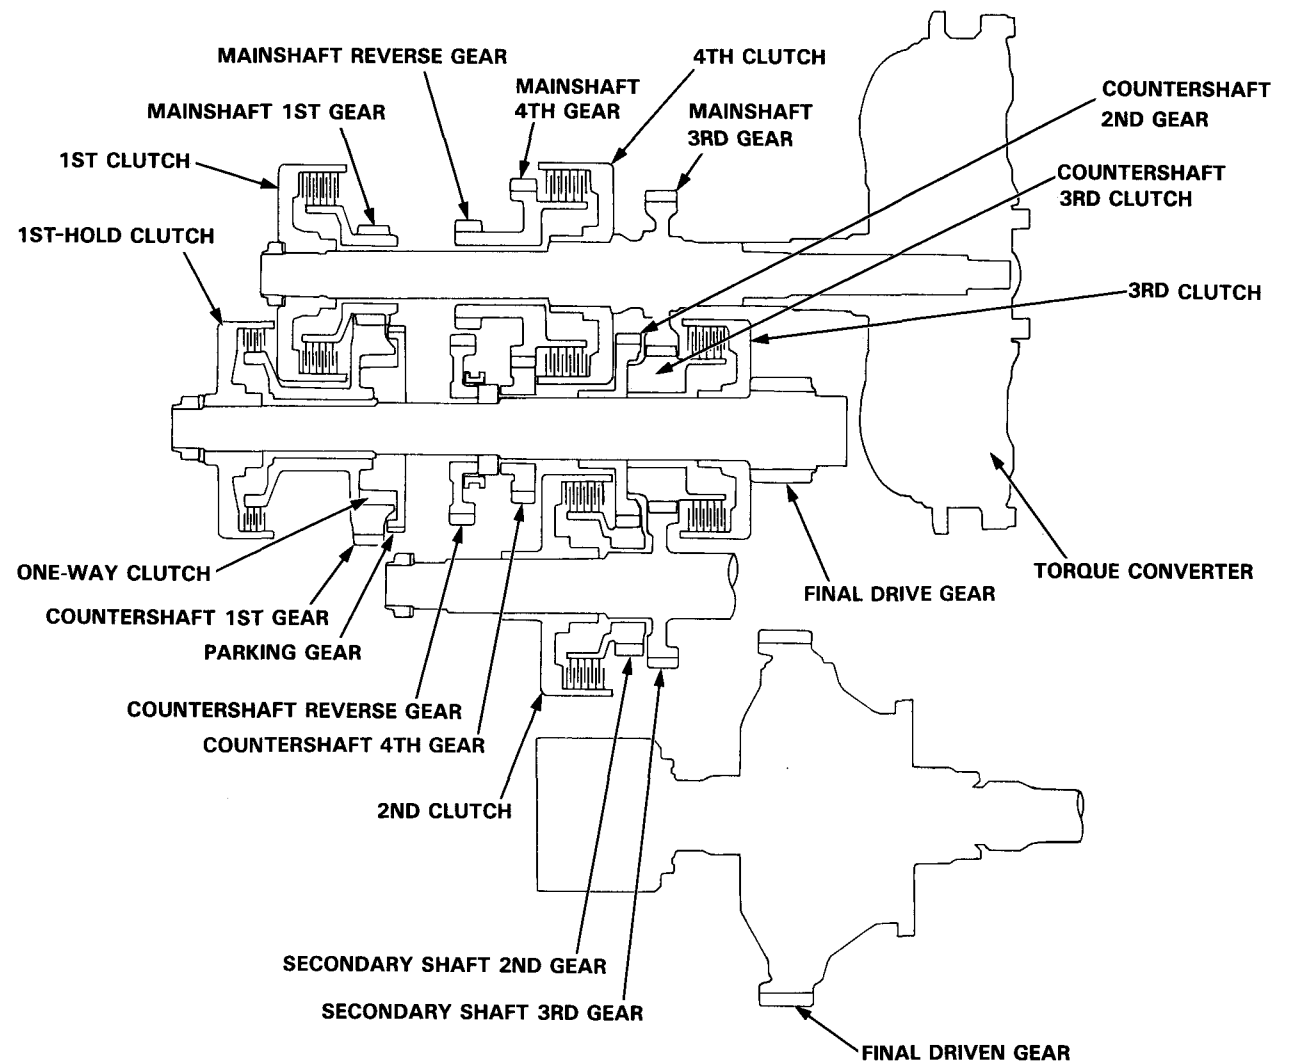 MAINSHAFT REVERSE GEAR
4TH CLUTCH
MAINSHAFT
4TH GEAR
COUNTERSHAFT
2ND GEAR
MAINSHAFT 1ST GEAR
MAINSHAFT
3RD GEAR
1ST CLUTCH
COUNTERSHAFT
3RD CLUTCH
1ST-HOLD CLUTCH
3RD CLUTCH
ONE-WAY CLUTCH
TORQUE CONVERTER
FINAL DRIVE GEAR
COUNTERSHAFT 1ST GEAR
PARKING GEAR
COUNTERSHAFT REVERSE GEAR
COUNTERSHAFT 4TH GEAR
2ND CLUTCH
SECONDARY SHAFT 2ND GEAR
SECONDARY SHAFT 3RD GEAR
FINAL DRIVEN GEAR